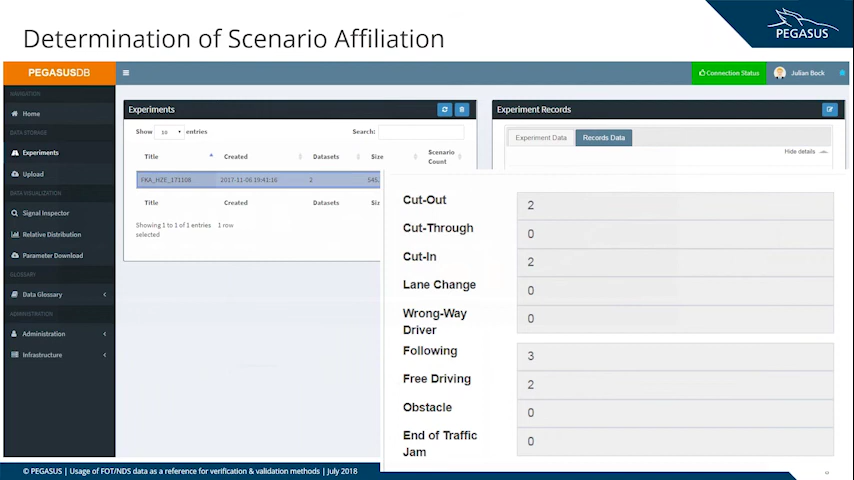 Determination of Scenario Affiliation
PEGASUS
PEGASUSDB
Connection Status
Julian Bock
NAVIGATION
Home
DATA STORAGE
Experiments
Upload
DATA VISUALIZATION
Signal Inspector
Relative Distribution
Parameter Download
GLOSSARY
Data Glossary
ADMINISTRATION
Administration
Infrastructure
Experiments
Show 10 entries
Search:
Title Created Datasets Size Scenario Count
FKA_HZE_171108 2017-11-06 19:41:16 2 545.
Title Created Datasets Siz
Showing 1 to 1 of 1 entries 1 row
selected
Experiment Records
Experiment Data Records Data
Hide details
Cut-Out 2
Cut-Through 0
Cut-In 2
Lane Change 0
Wrong-Way
Driver 0
Following 3
Free Driving 2
Obstacle 0
End of Traffic
Jam 0
© PEGASUS | Usage of FOT/NDS data as a reference for verification & validation methods | July 2018